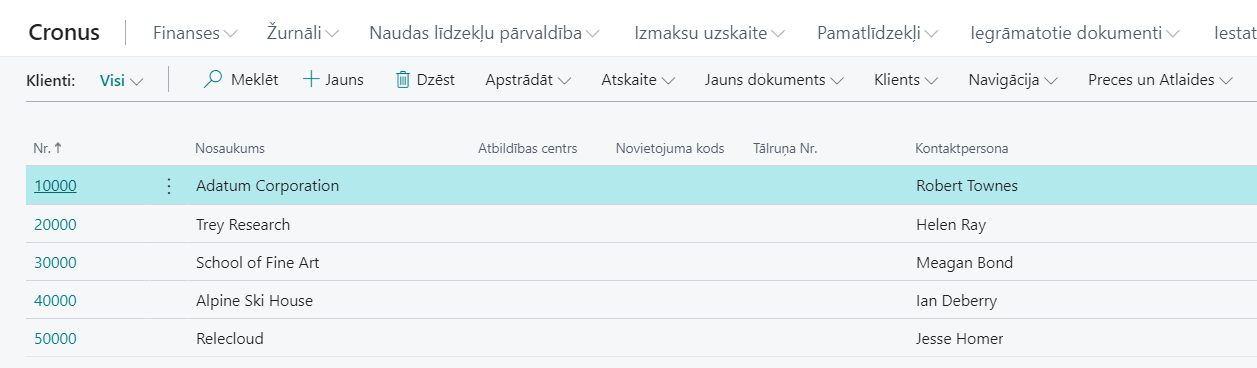 Cronus Finanses Žurnāli Naudas līdzekļu pārvaldība Izmaksu uzskaite Pamatlīdzekļi Iegrāmatotie dokumenti Iestat
Klienti: Visi Meklēt Jauns Dzēst Apstrādāt Atskaite Jauns dokuments Klients Navigācija Preces un Atlaides
Nr. ↑ Nosaukums Atbildības centrs Novietojuma kods Tālruņa Nr. Kontaktpersona
10000 Adatum Corporation Robert Townes
20000 Trey Research Helen Ray
30000 School of Fine Art Meagan Bond
40000 Alpine Ski House Ian Deberry
50000 Relecloud Jesse Homer